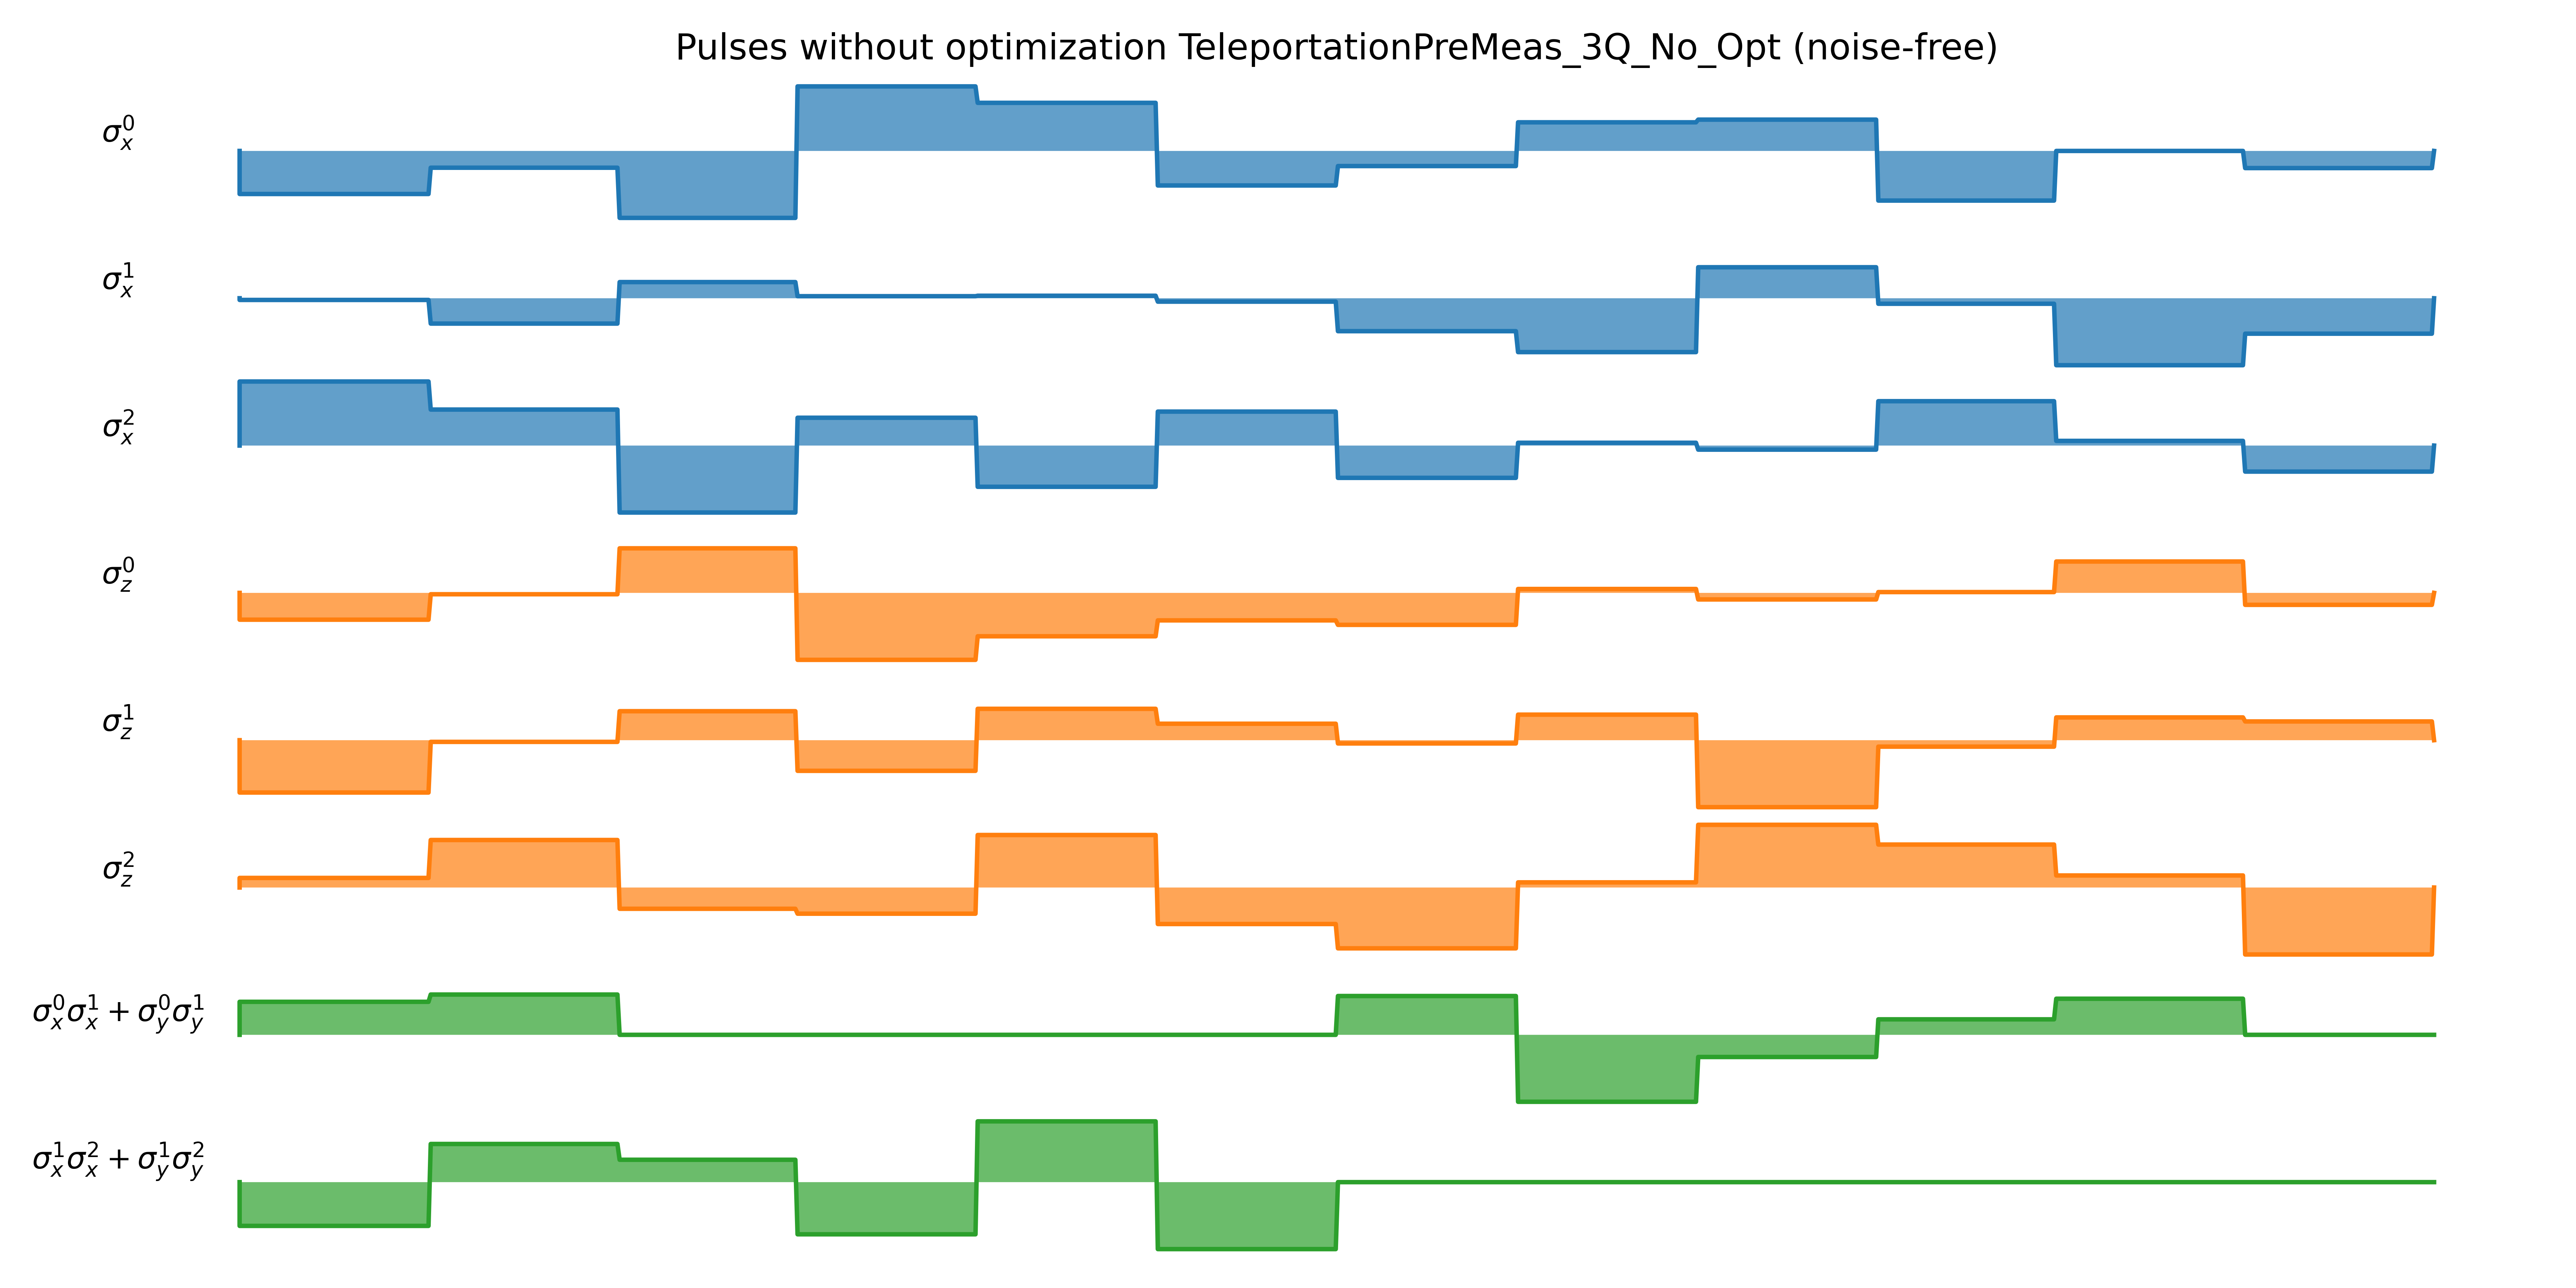 Pulses without optimization TeleportationPreMeas_3Q_No_Opt (noise-free)
σ_x^0
σ_x^1
σ_x^2
σ_z^0
σ_z^1
σ_z^2
σ_x^0σ_x^1 + σ_y^0σ_y^1
σ_x^1σ_x^2 + σ_y^1σ_y^2